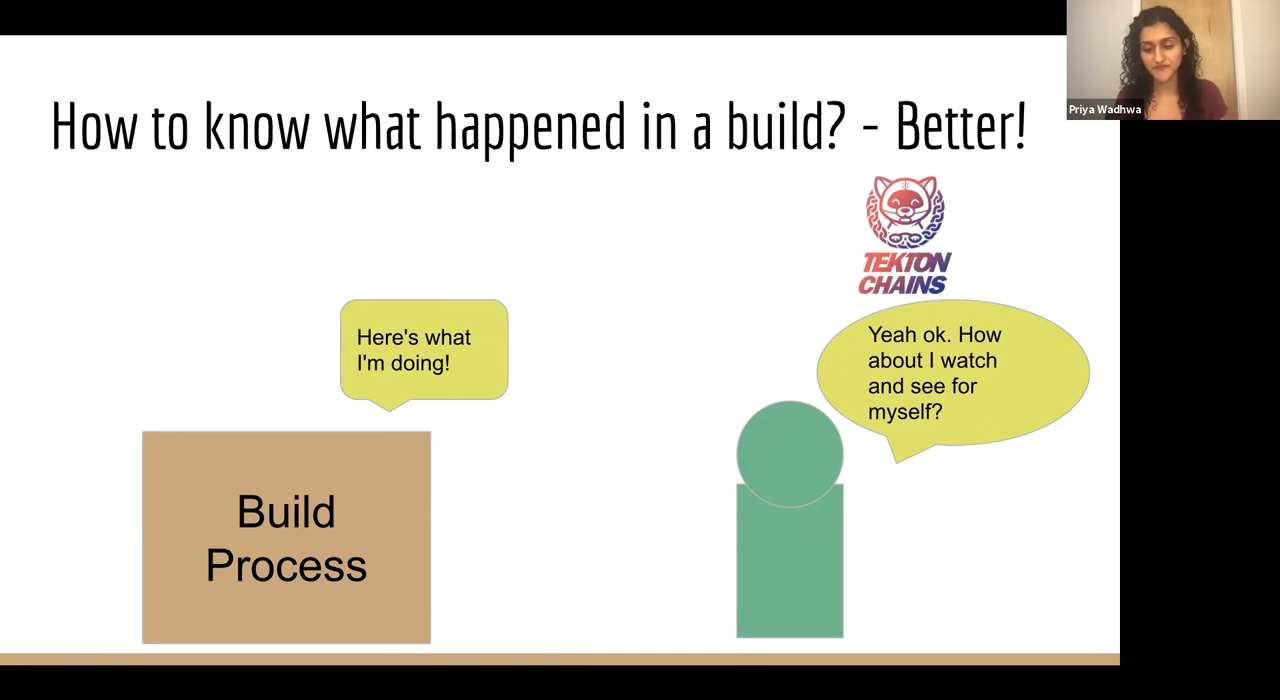 How to know what happened in a build? - Better!
Priya Wadhwa
TEKTON
CHAINS
Here's what
I'm doing!
Yeah ok. How
about I watch
and see for
myself?
Build
Process